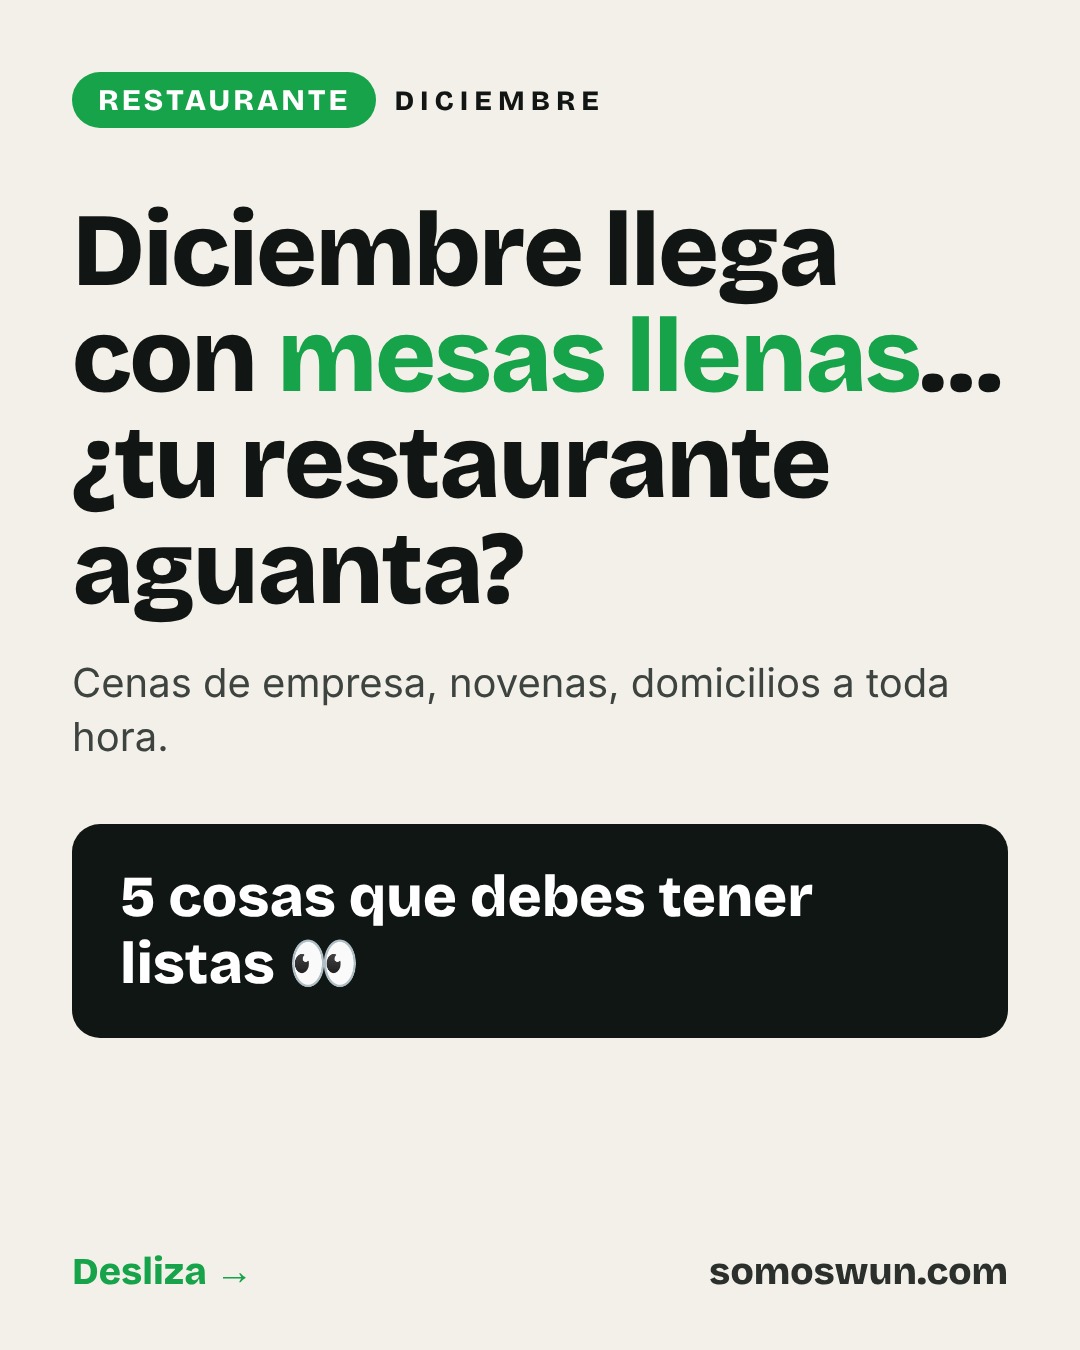 RESTAURANTE DICIEMBRE
Diciembre llega
con mesas llenas...
¿tu restaurante
aguanta?
Cenas de empresa, novenas, domicilios a toda
hora.
5 cosas que debes tener
listas 👀
Desliza →
somoswun.com